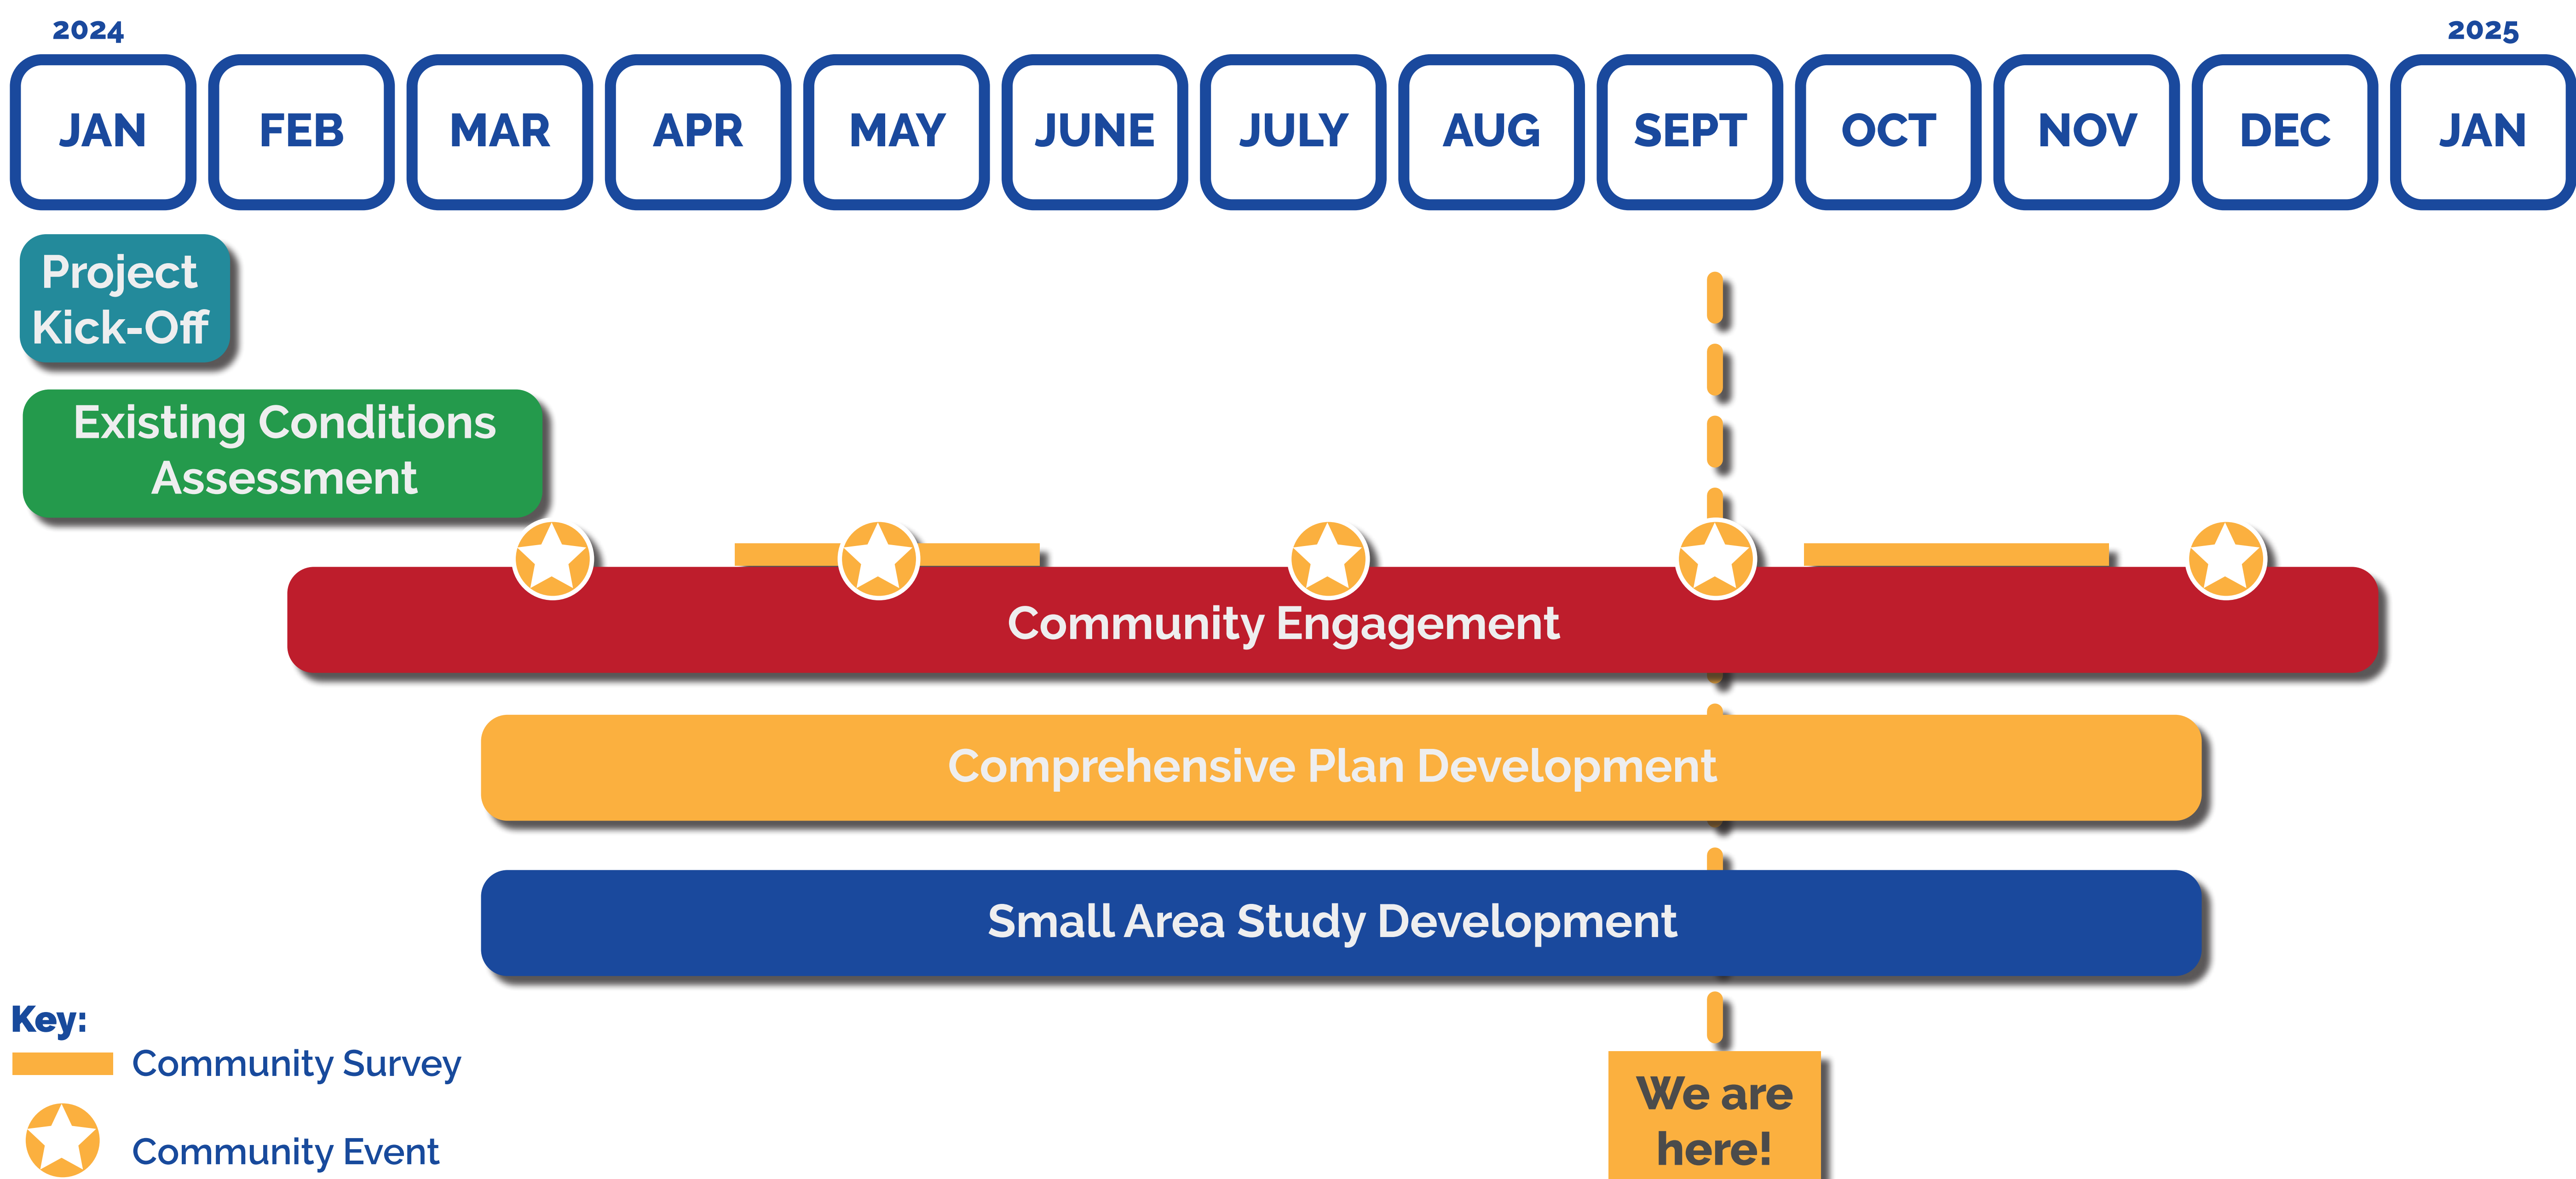 2024
2025
JAN
FEB
MAR
APR
MAY
JUNE
JULY
AUG
SEPT
OCT
NOV
DEC
JAN
Project
Kick-Off
Existing Conditions
Assessment
Community Engagement
Comprehensive Plan Development
Small Area Study Development
Key:
Community Survey
Community Event
We are
here!